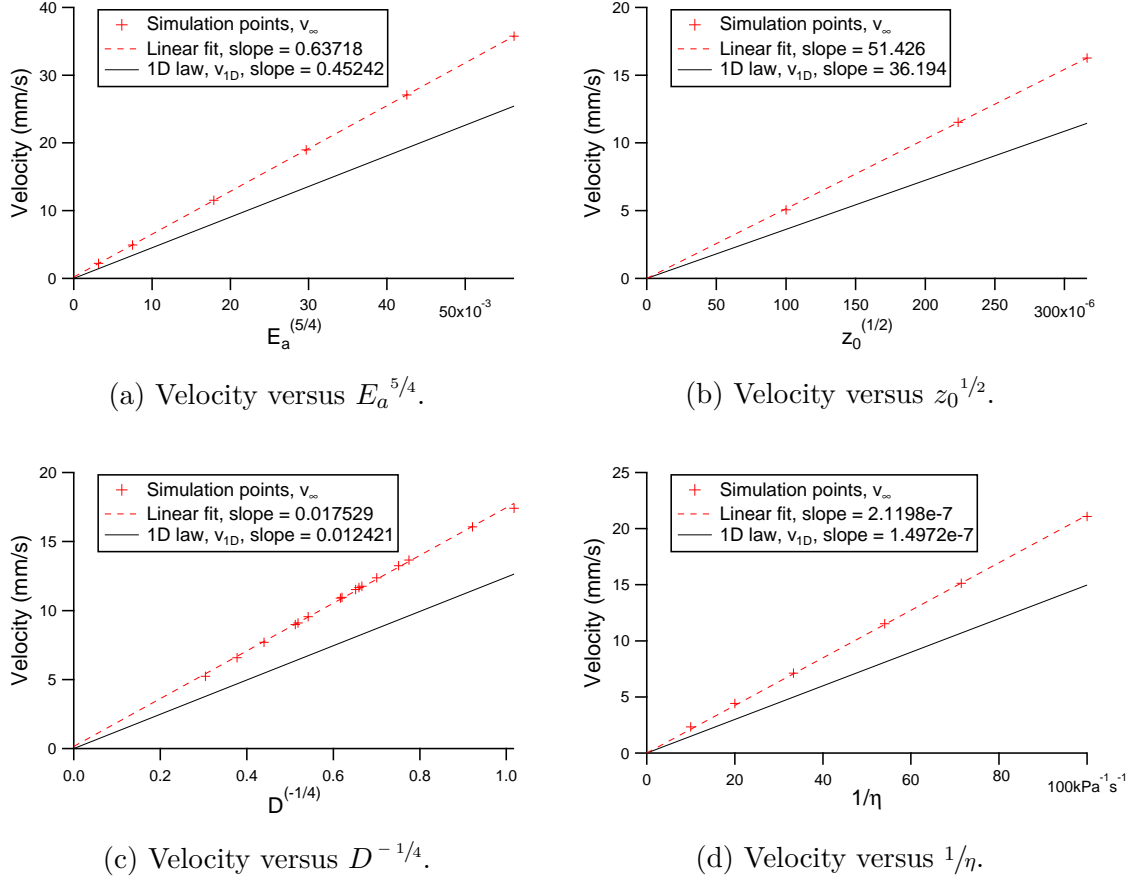 40
30
20
10
0
Velocity (mm/s)
Simulation points, v∞
Linear fit, slope = 0.63718
1D law, v1D, slope = 0.45242
0
10
20
30
40
50x10⁻³
Ea^(5/4)
(a) Velocity versus Eₐ^5/4.
20
15
10
5
0
Velocity (mm/s)
Simulation points, v∞
Linear fit, slope = 51.426
1D law, v1D, slope = 36.194
0
50
100
150
200
250
300x10⁻⁶
z0^(1/2)
(b) Velocity versus z₀^1/2.
20
15
10
5
0
Velocity (mm/s)
Simulation points, v∞
Linear fit, slope = 0.017529
1D law, v1D, slope = 0.012421
0.0
0.2
0.4
0.6
0.8
1.0
D^(-1/4)
(c) Velocity versus D^−1/4.
25
20
15
10
5
0
Velocity (mm/s)
Simulation points, v∞
Linear fit, slope = 2.1198e-7
1D law, v1D, slope = 1.4972e-7
0
20
40
60
80
100kPa⁻¹s⁻¹
1/η
(d) Velocity versus 1/η.